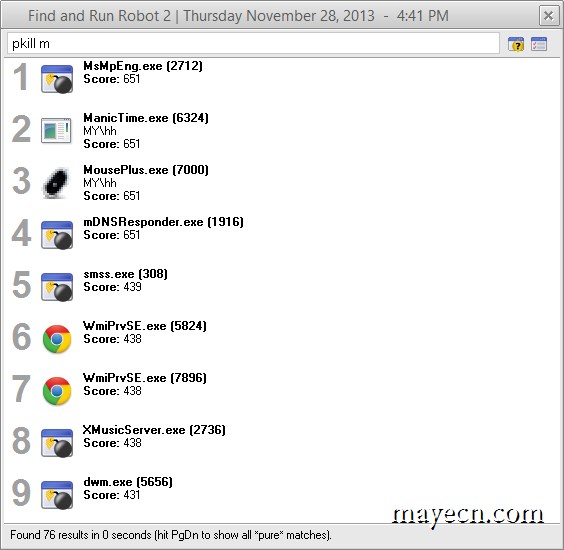 Find and Run Robot 2 | Thursday November 28, 2013 - 4:41 PM
pkill m
1
MsMpEng.exe (2712)
Score: 651
2
ManicTime.exe (6324)
MY\hh
Score: 651
3
MousePlus.exe (7000)
MY\hh
Score: 651
4
mDNSResponder.exe (1916)
Score: 651
5
smss.exe (308)
Score: 439
6
WmiPrvSE.exe (5824)
Score: 438
7
WmiPrvSE.exe (7896)
Score: 438
8
XMusicServer.exe (2736)
Score: 438
9
dwm.exe (5656)
Score: 431
mayecn.com
Found 76 results in 0 seconds (hit PgDn to show all *pure* matches).